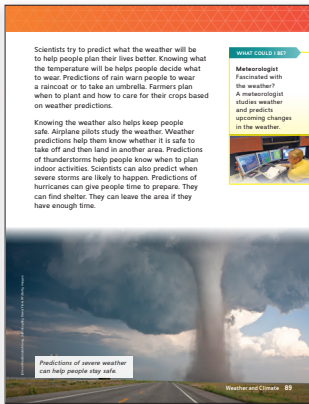 Scientists try to predict what the weather will be
to help people plan their lives better. Knowing what
the temperature will be helps people decide what
to wear. Predictions of rain warn people to wear
a raincoat or to take an umbrella. Farmers plan
when to plant and how to care for their crops based
on weather predictions.
Knowing the weather also helps keep people
safe. Airplane pilots study the weather. Weather
predictions help them know whether it is safe to
take off and then land in another area. Predictions
of thunderstorms help people know when to plan
indoor activities. Scientists can also predict when
severe storms are likely to happen. Predictions of
hurricanes can give people time to prepare. They
can find shelter. They can leave the area if they
have enough time.
WHAT COULD I BE?
Meteorologist
Fascinated with
the weather?
A meteorologist
studies weather
and predicts
upcoming changes
in the weather.
Predictions of severe weather
can help people stay safe.
Weather and Climate 89